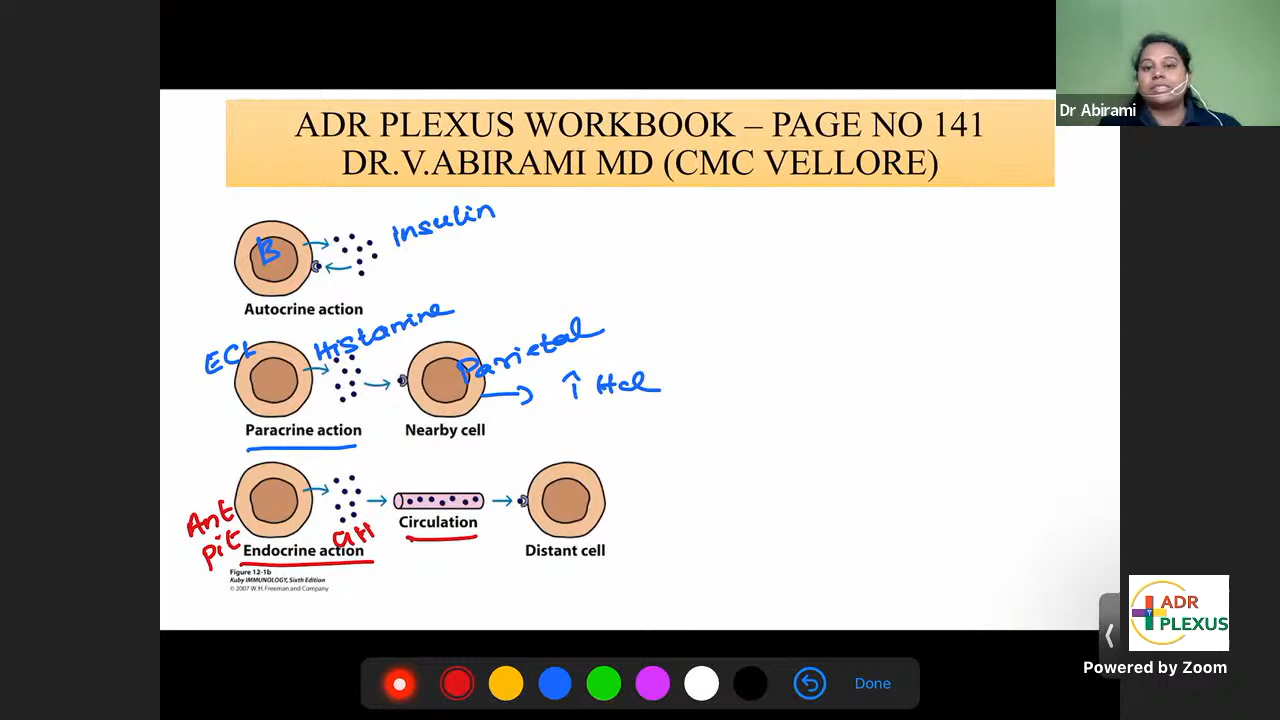 Dr Abirami
ADR PLEXUS WORKBOOK – PAGE NO 141
DR.V.ABIRAMI MD (CMC VELLORE)
B
Insulin
Autocrine action
ECL
Histamine
Parietal
↑ Hcl
Paracrine action
Nearby cell
Ant
pit
GH
Circulation
Endocrine action
Distant cell
Figure 12-1b
Kuby IMMUNOLOGY, Sixth Edition
© 2007 W.H. Freeman and Company
ADR
PLEXUS
Powered by Zoom
Done